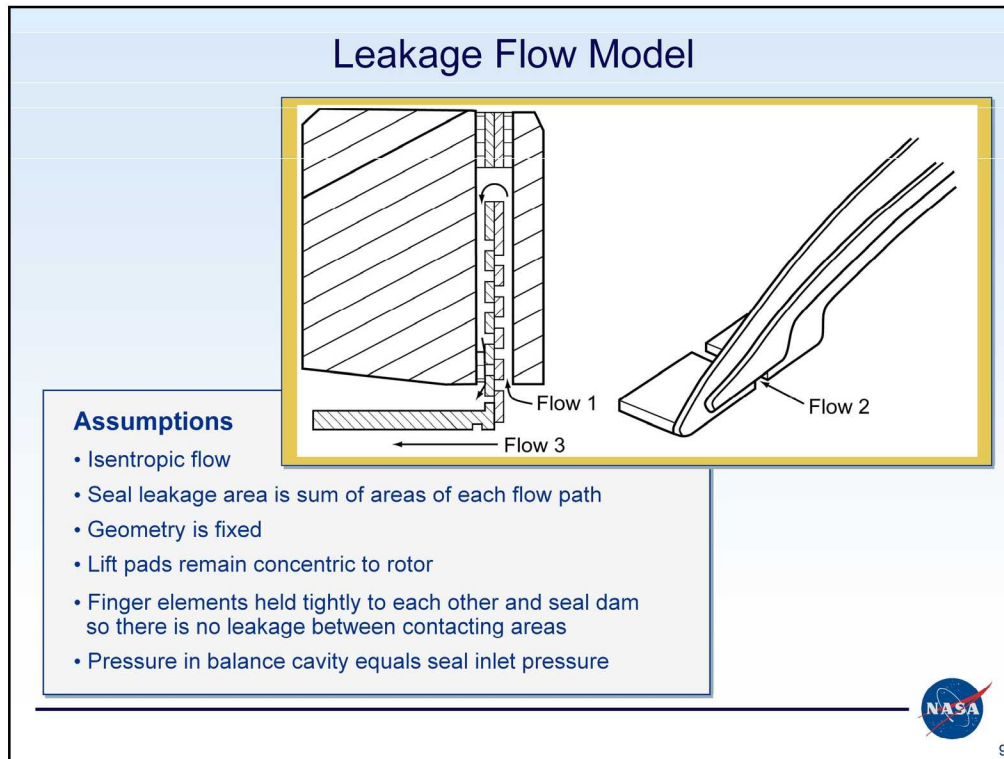 Leakage Flow Model
Flow 1
Flow 2
Flow 3
Assumptions
• Isentropic flow
• Seal leakage area is sum of areas of each flow path
• Geometry is fixed
• Lift pads remain concentric to rotor
• Finger elements held tightly to each other and seal dam
so there is no leakage between contacting areas
• Pressure in balance cavity equals seal inlet pressure
NASA
9